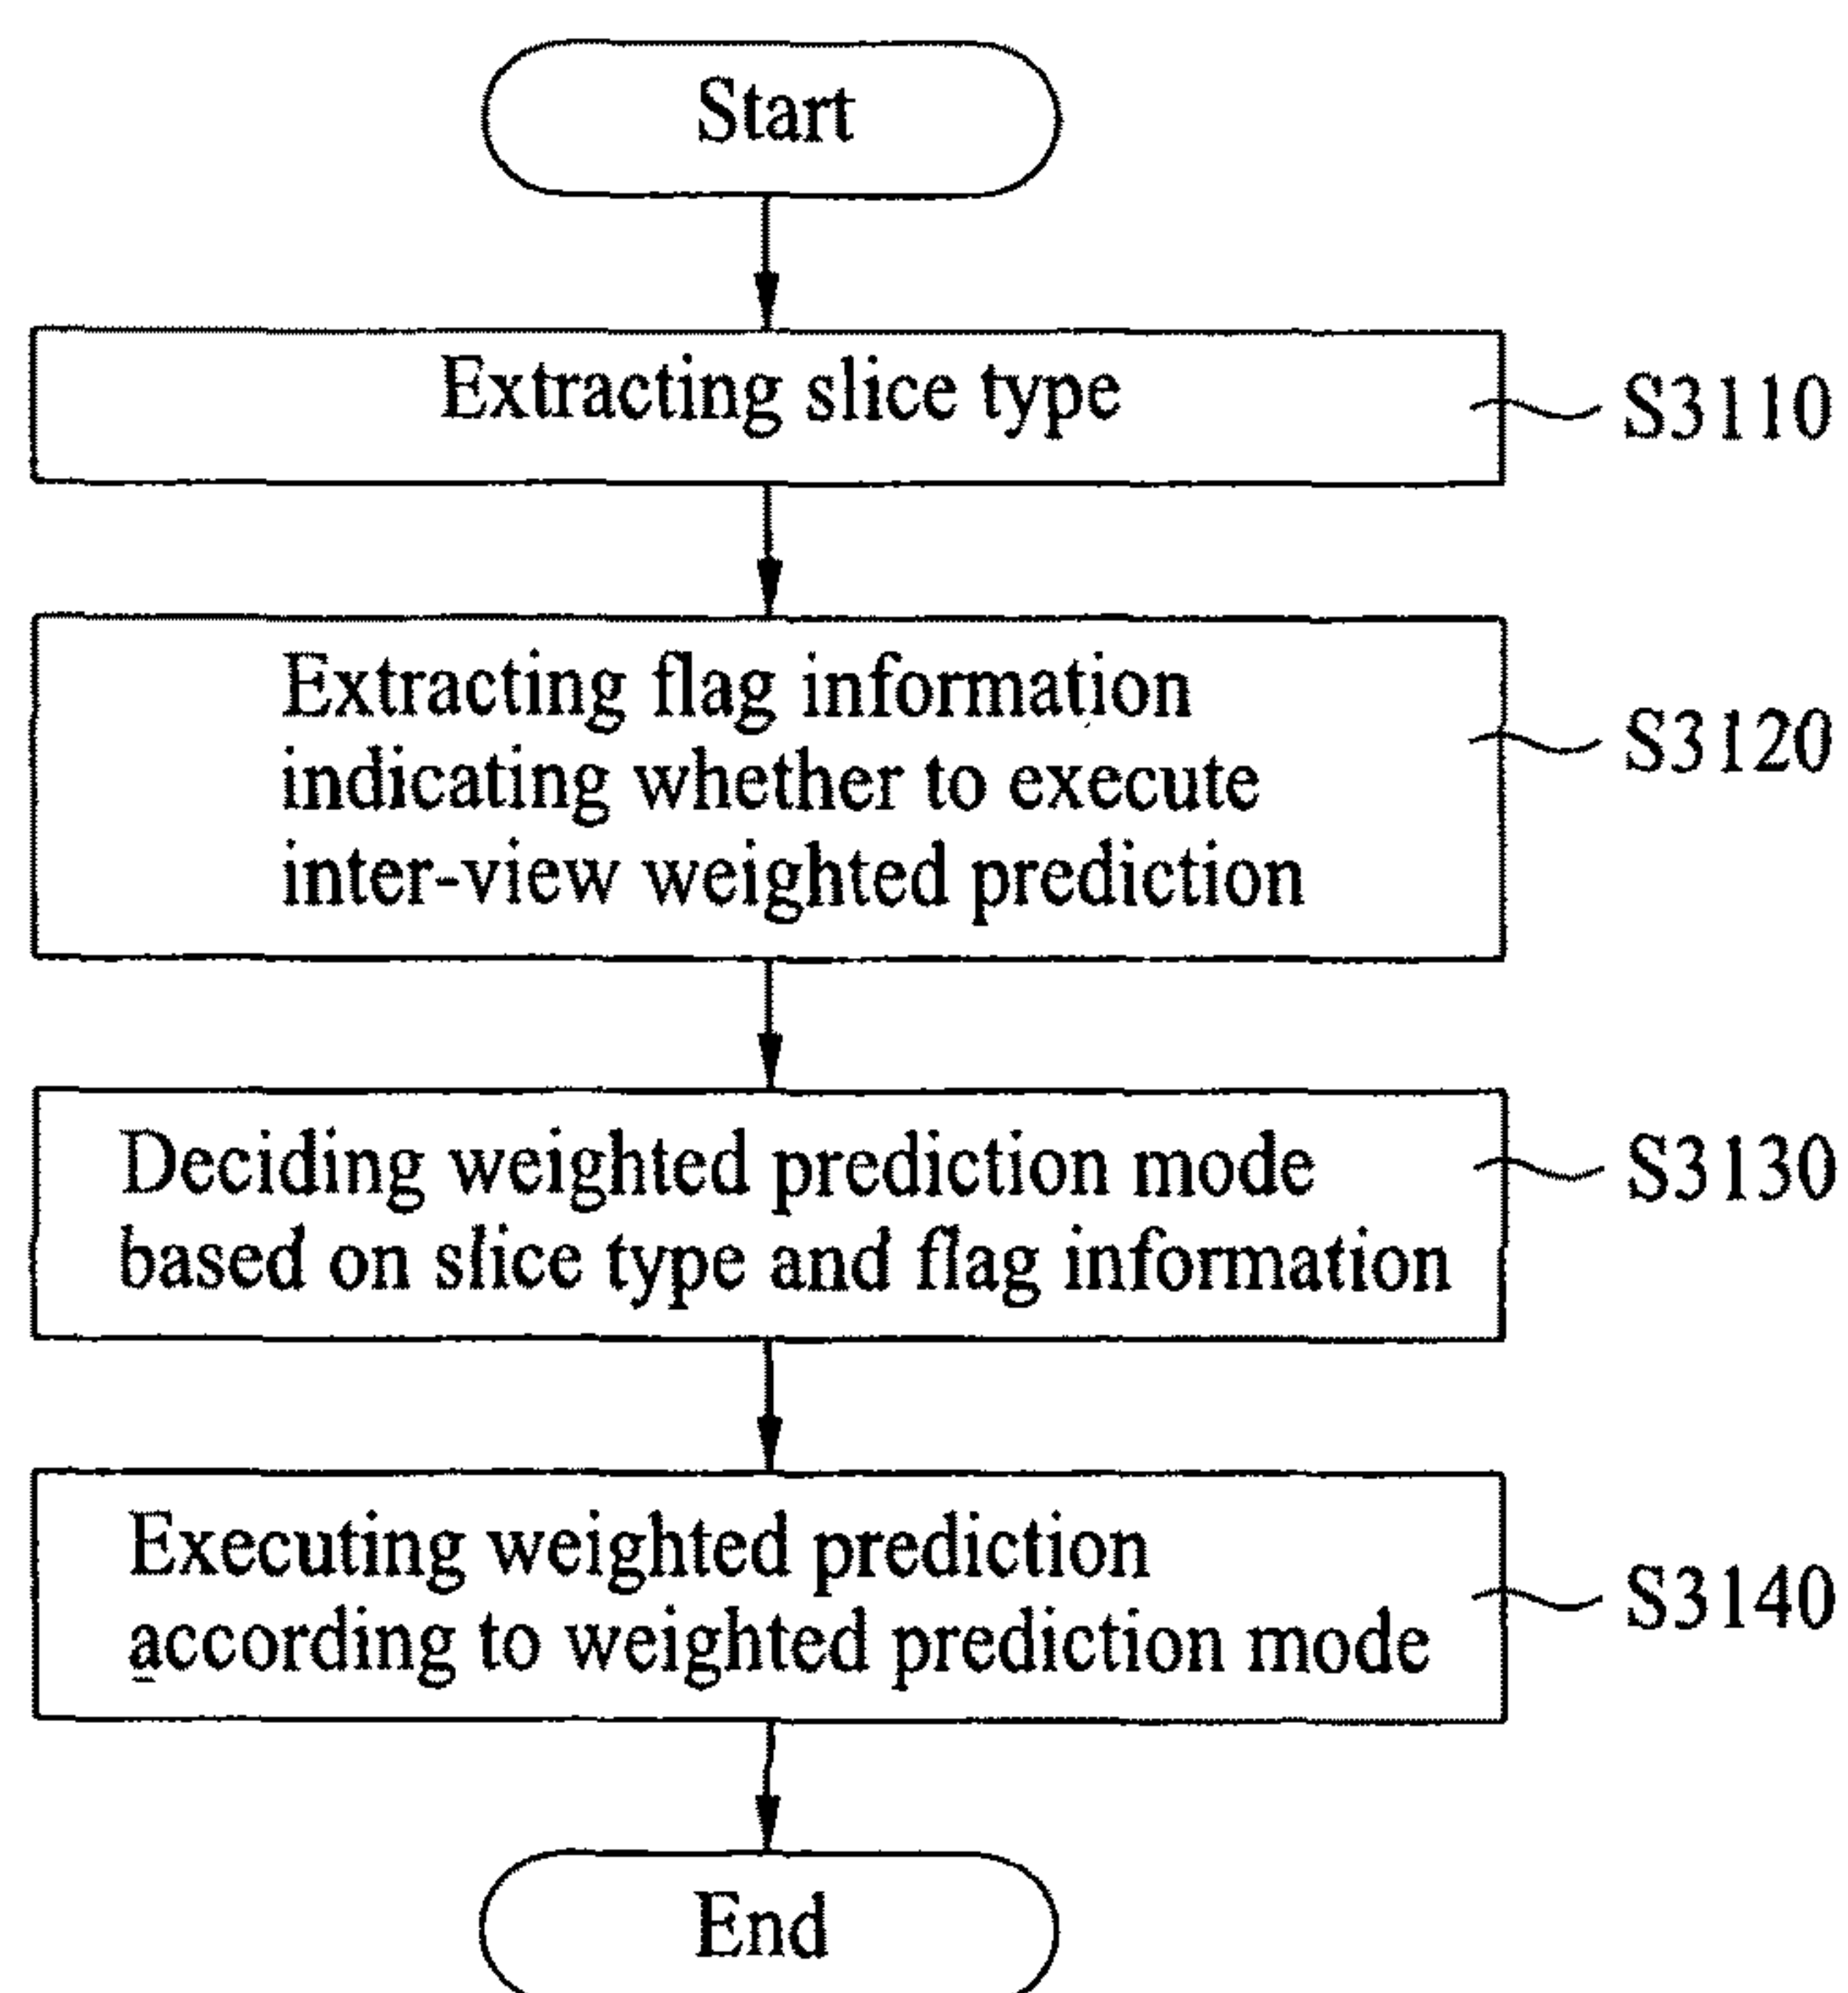 Start
Extracting slice type
S3110
Extracting flag information
indicating whether to execute
inter-view weighted prediction
S3120
Deciding weighted prediction mode
based on slice type and flag information
S3130
Executing weighted prediction
according to weighted prediction mode
S3140
End